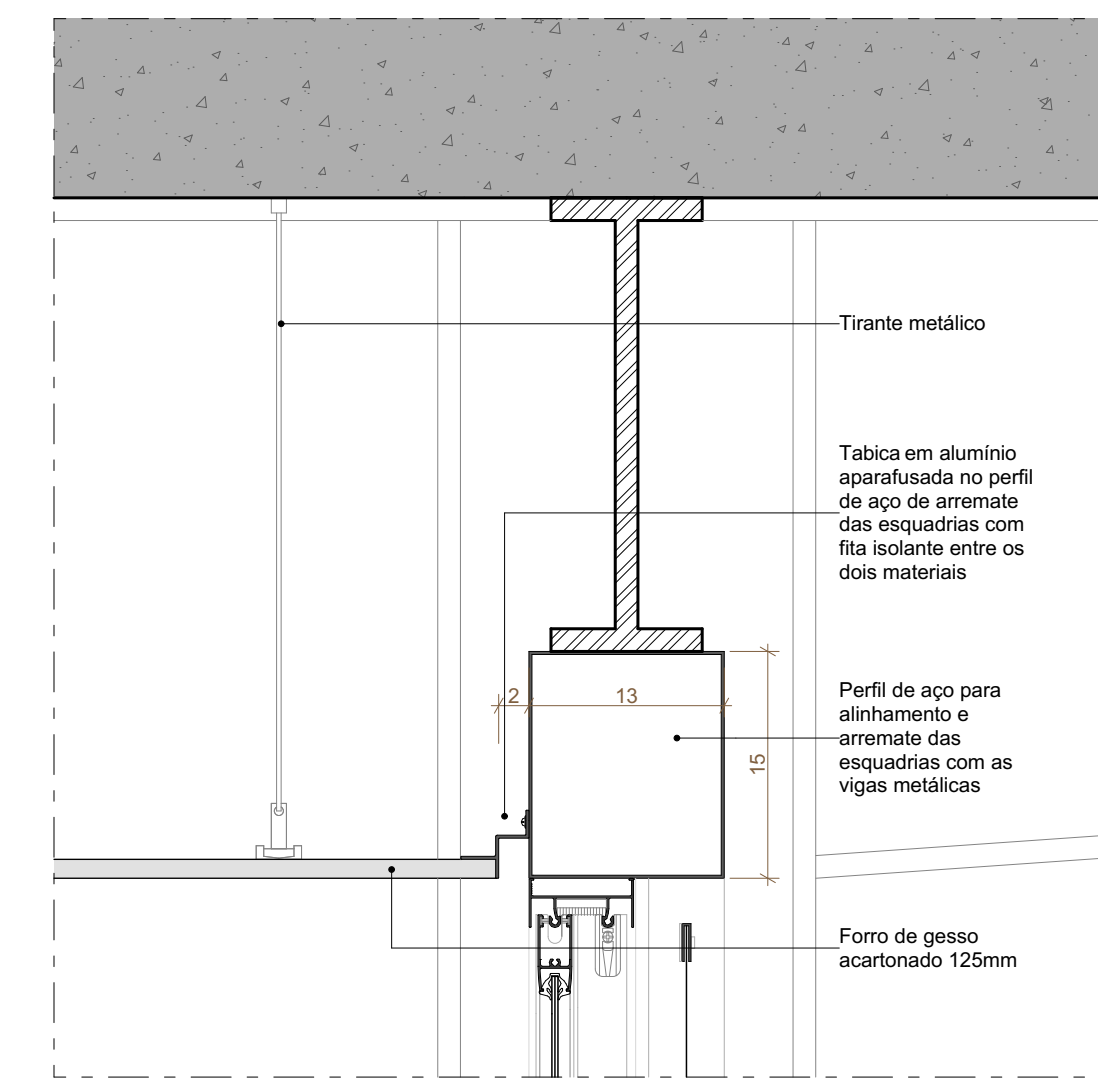 Tirante metálico
Tabica em alumínio
aparafusada no perfil
de aço de arremate
das esquadrias com
fita isolante entre os
dois materiais
2
13
15
Perfil de aço para
alinhamento e
arremate das
esquadrias com as
vigas metálicas
Forro de gesso
acartonado 125mm